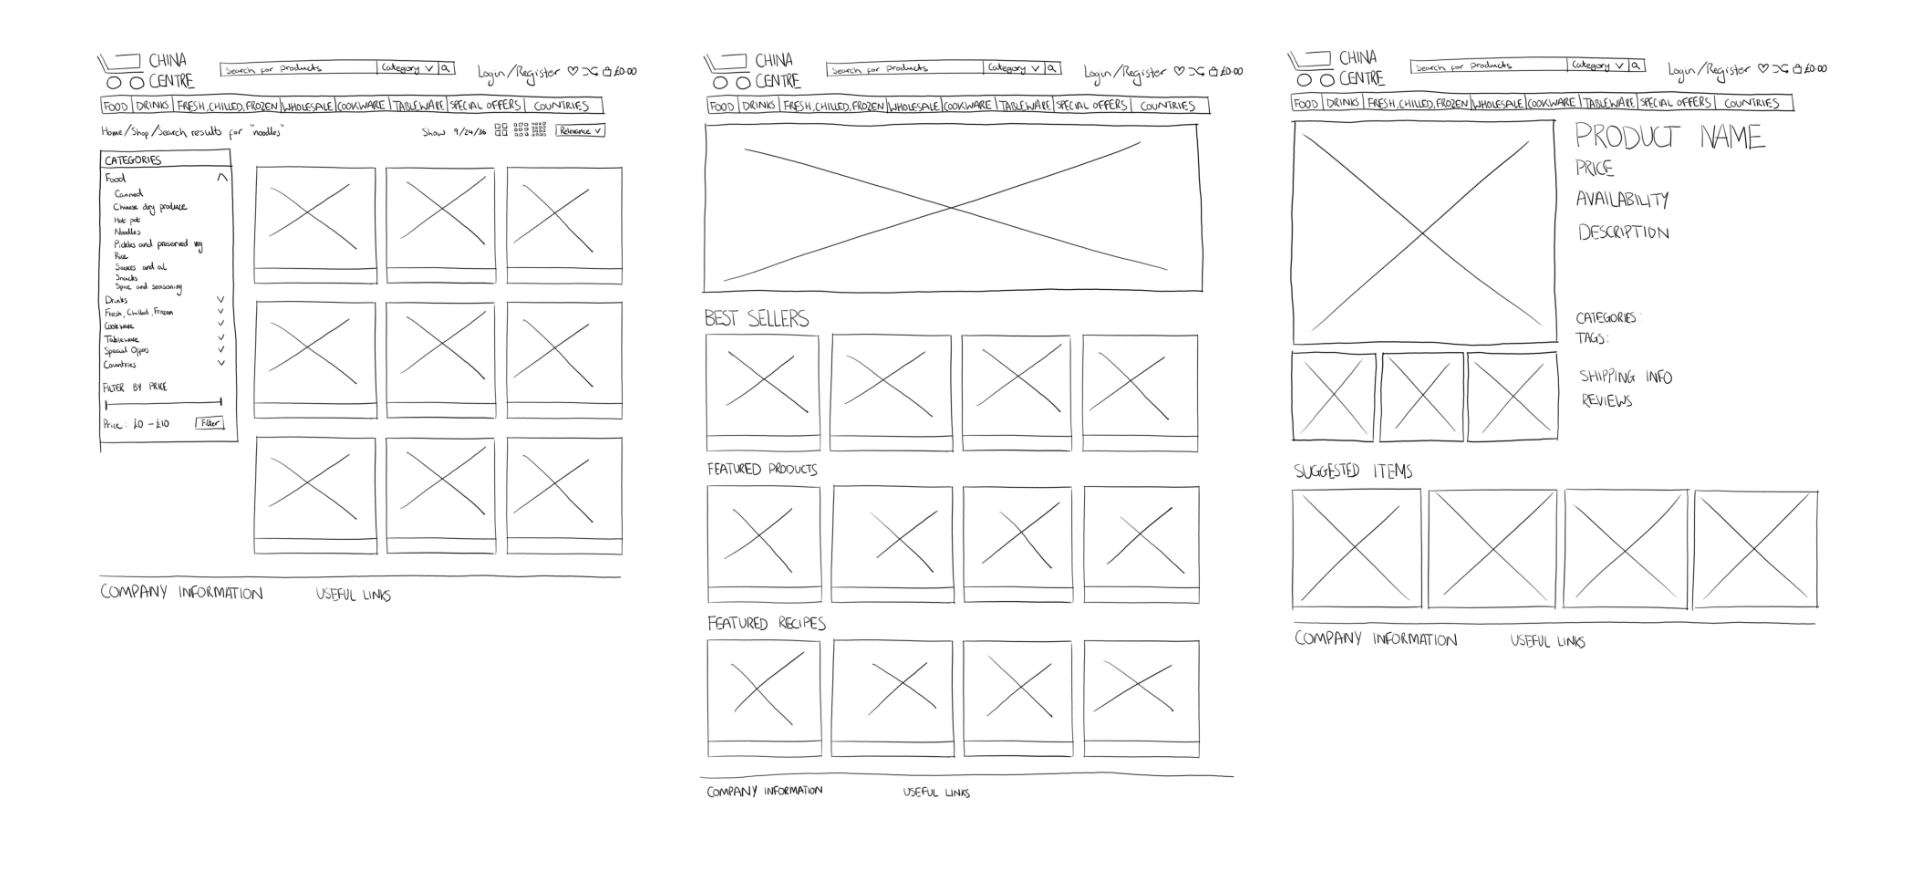 CHINA
CENTRE
Search for products
Category
Login/Register
£0.00
FOOD DRINKS FRESH, CHILLED, FROZEN WHOLESALE COOKWARE TABLEWARE SPECIAL OFFERS COUNTRIES
Home/Shop/Search results for "noodles"
Show 9/24/36
Relevance
CATEGORIES
Food
Canned
Chinese dry produce
Hot pot
Noodles
Pickles and preserved veg
Rice
Sauces and oil
Snacks
Spice and seasoning
Drinks
Fresh, Chilled, Frozen
Cookware
Tableware
Special Offers
Countries
FILTER BY PRICE
Price: £0 - £10
Filter
COMPANY INFORMATION
USEFUL LINKS
CHINA
CENTRE
Search for products
Category
Login/Register
£0.00
FOOD DRINKS FRESH, CHILLED, FROZEN WHOLESALE COOKWARE TABLEWARE SPECIAL OFFERS COUNTRIES
BEST SELLERS
FEATURED PRODUCTS
FEATURED RECIPES
COMPANY INFORMATION
USEFUL LINKS
CHINA
CENTRE
Search for products
Category
Login/Register
£0.00
FOOD DRINKS FRESH, CHILLED, FROZEN WHOLESALE COOKWARE TABLEWARE SPECIAL OFFERS COUNTRIES
PRODUCT NAME
PRICE
AVAILABILITY
DESCRIPTION
CATEGORIES:
TAGS:
SHIPPING INFO
REVIEWS
SUGGESTED ITEMS
COMPANY INFORMATION
USEFUL LINKS